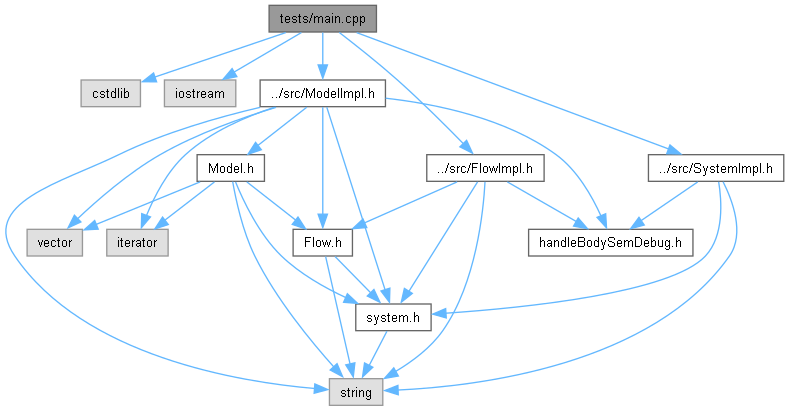 tests/main.cpp
cstdlib
iostream
../src/ModelImpl.h
Model.h
../src/FlowImpl.h
../src/SystemImpl.h
vector
iterator
Flow.h
handleBodySemDebug.h
system.h
string